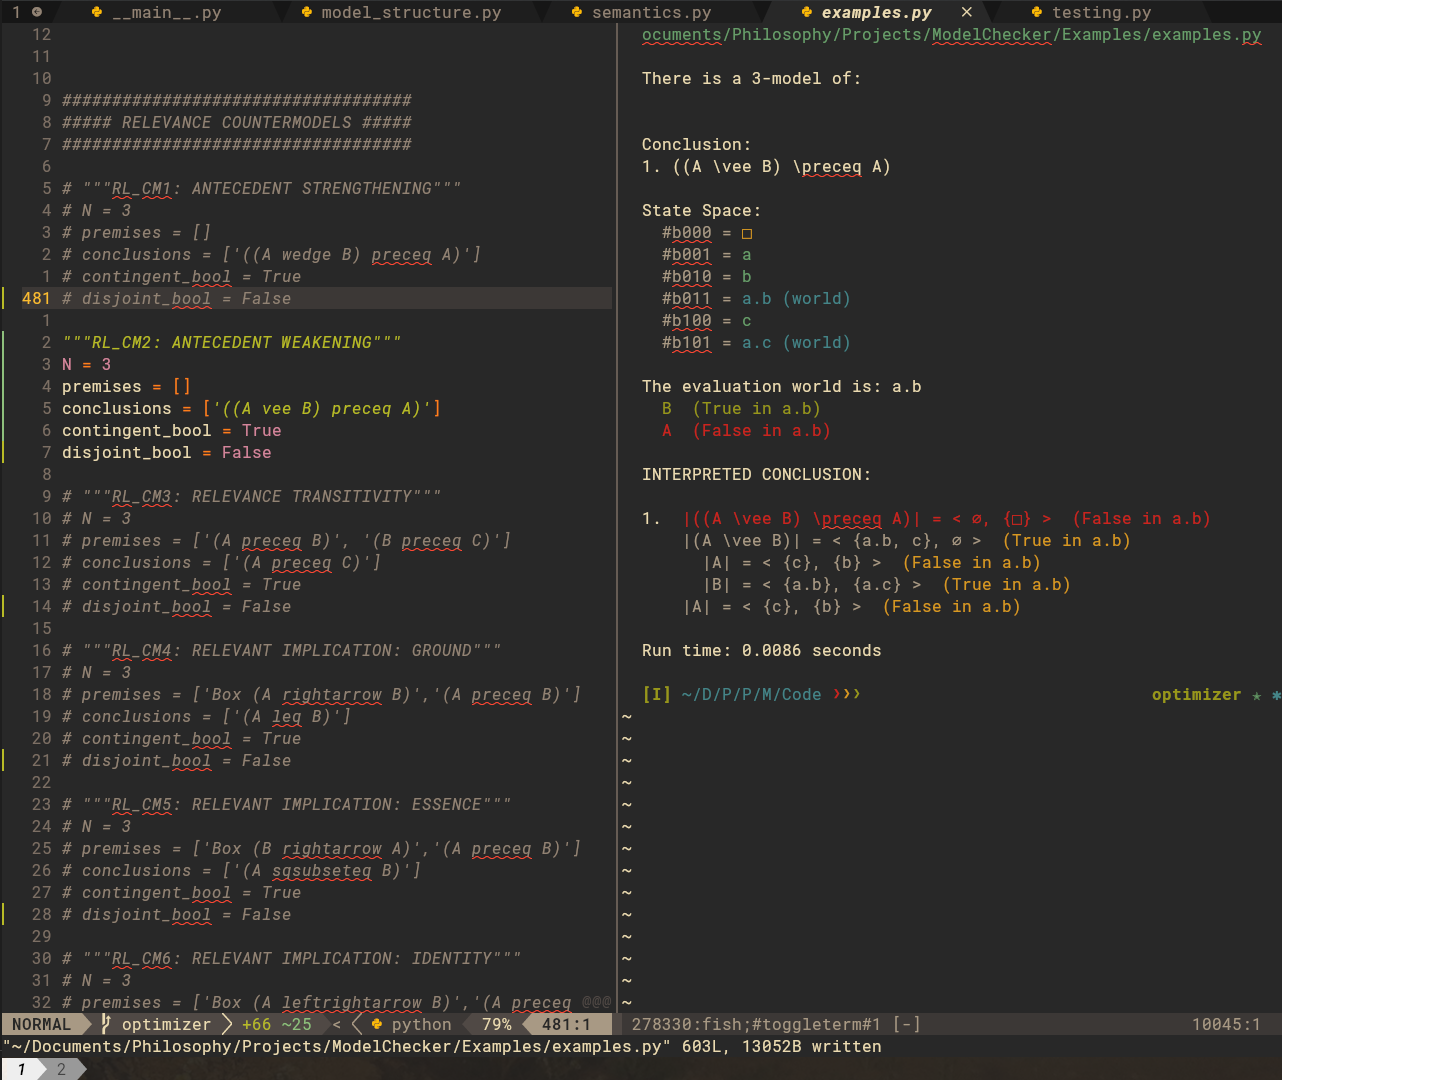 1 __main__.py model_structure.py semantics.py examples.py × testing.py
12
11
10
9 ###################################
8 ##### RELEVANCE COUNTERMODELS #####
7 ###################################
6
5 # """RL_CM1: ANTECEDENT STRENGTHENING"""
4 # N = 3
3 # premises = []
2 # conclusions = ['((A wedge B) preceq A)']
1 # contingent_bool = True
481 # disjoint_bool = False
1
2 """RL_CM2: ANTECEDENT WEAKENING"""
3 N = 3
4 premises = []
5 conclusions = ['((A vee B) preceq A)']
6 contingent_bool = True
7 disjoint_bool = False
8
9 # """RL_CM3: RELEVANCE TRANSITIVITY"""
10 # N = 3
11 # premises = ['(A preceq B)', '(B preceq C)']
12 # conclusions = ['(A preceq C)']
13 # contingent_bool = True
14 # disjoint_bool = False
15
16 # """RL_CM4: RELEVANT IMPLICATION: GROUND"""
17 # N = 3
18 # premises = ['Box (A rightarrow B)','(A preceq B)']
19 # conclusions = ['(A leq B)']
20 # contingent_bool = True
21 # disjoint_bool = False
22
23 # """RL_CM5: RELEVANT IMPLICATION: ESSENCE"""
24 # N = 3
25 # premises = ['Box (B rightarrow A)','(A preceq B)']
26 # conclusions = ['(A sqsubseteq B)']
27 # contingent_bool = True
28 # disjoint_bool = False
29
30 # """RL_CM6: RELEVANT IMPLICATION: IDENTITY"""
31 # N = 3
32 # premises = ['Box (A leftrightarrow B)','(A preceq @@@
ocuments/Philosophy/Projects/ModelChecker/Examples/examples.py
There is a 3-model of:
Conclusion:
1. ((A \vee B) \preceq A)
State Space:
#b000 = □
#b001 = a
#b010 = b
#b011 = a.b (world)
#b100 = c
#b101 = a.c (world)
The evaluation world is: a.b
B (True in a.b)
A (False in a.b)
INTERPRETED CONCLUSION:
1. |((A \vee B) \preceq A)| = < ∅, {□} > (False in a.b)
|(A \vee B)| = < {a.b, c}, ∅ > (True in a.b)
|A| = < {c}, {b} > (False in a.b)
|B| = < {a.b}, {a.c} > (True in a.b)
|A| = < {c}, {b} > (False in a.b)
Run time: 0.0086 seconds
[I] ~/D/P/P/M/Code ❯❯❯ optimizer ★ ✱
~
~
~
~
~
~
~
~
~
~
~
~
~
~
NORMAL optimizer +66 ~25 < python 79% 481:1 278330:fish;#toggleterm#1 [-] 10045:1
"~/Documents/Philosophy/Projects/ModelChecker/Examples/examples.py" 603L, 13052B written
1 2